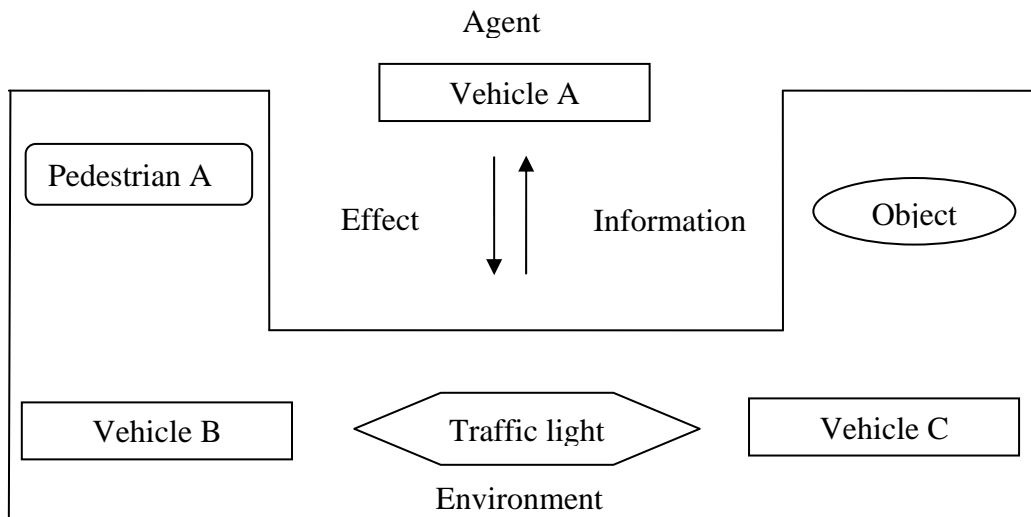 Agent
Vehicle A
Pedestrian A
Effect
Information
Object
Vehicle B
Traffic light
Vehicle C
Environment